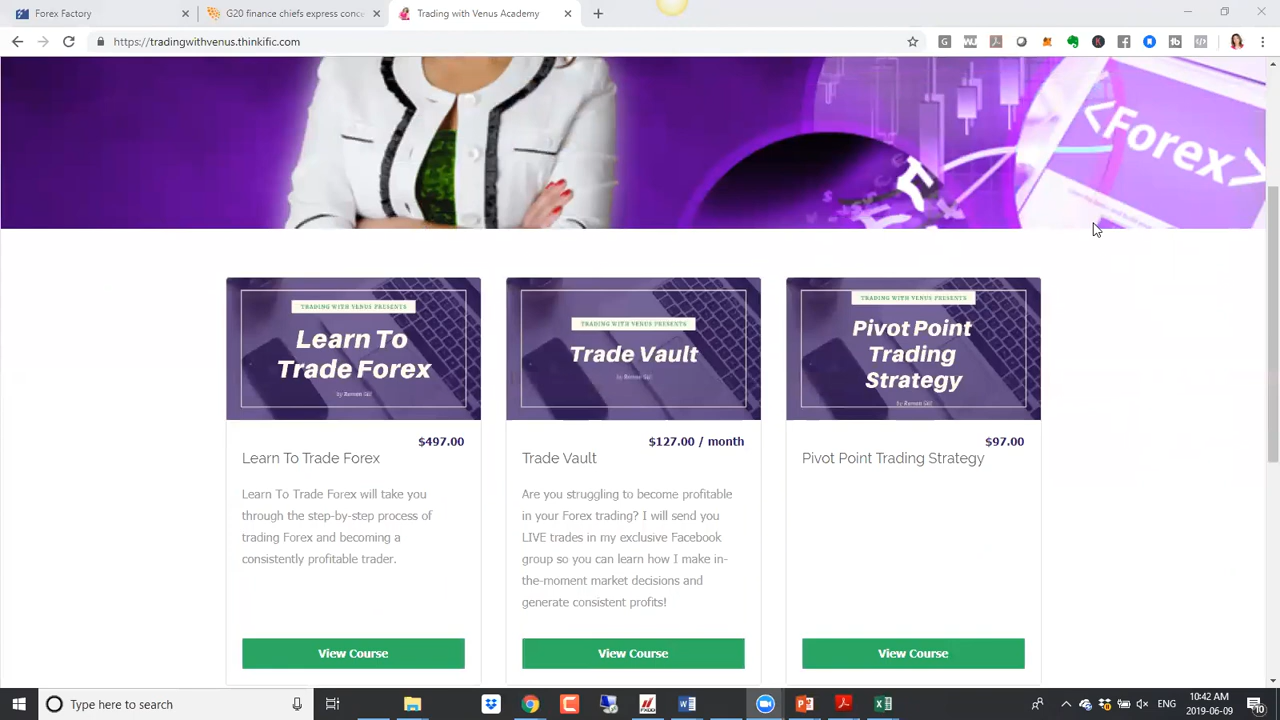 Forex Factory
G20 finance chiefs express conce
Trading with Venus Academy
https://tradingwithvenus.thinkific.com
<Forex>
TRADING WITH VENUS PRESENTS
Learn To
Trade Forex
TRADING WITH VENUS PRESENTS
Trade Vault
TRADING WITH VENUS PRESENTS
Pivot Point
Trading
Strategy
$497.00
Learn To Trade Forex
Learn To Trade Forex will take you
through the step-by-step process of
trading Forex and becoming a
consistently profitable trader.
View Course
$127.00 / month
Trade Vault
Are you struggling to become profitable
in your Forex trading? I will send you
LIVE trades in my exclusive Facebook
group so you can learn how I make in-
the-moment market decisions and
generate consistent profits!
View Course
$97.00
Pivot Point Trading Strategy
View Course
Type here to search
ENG
10:42 AM
2019-06-09